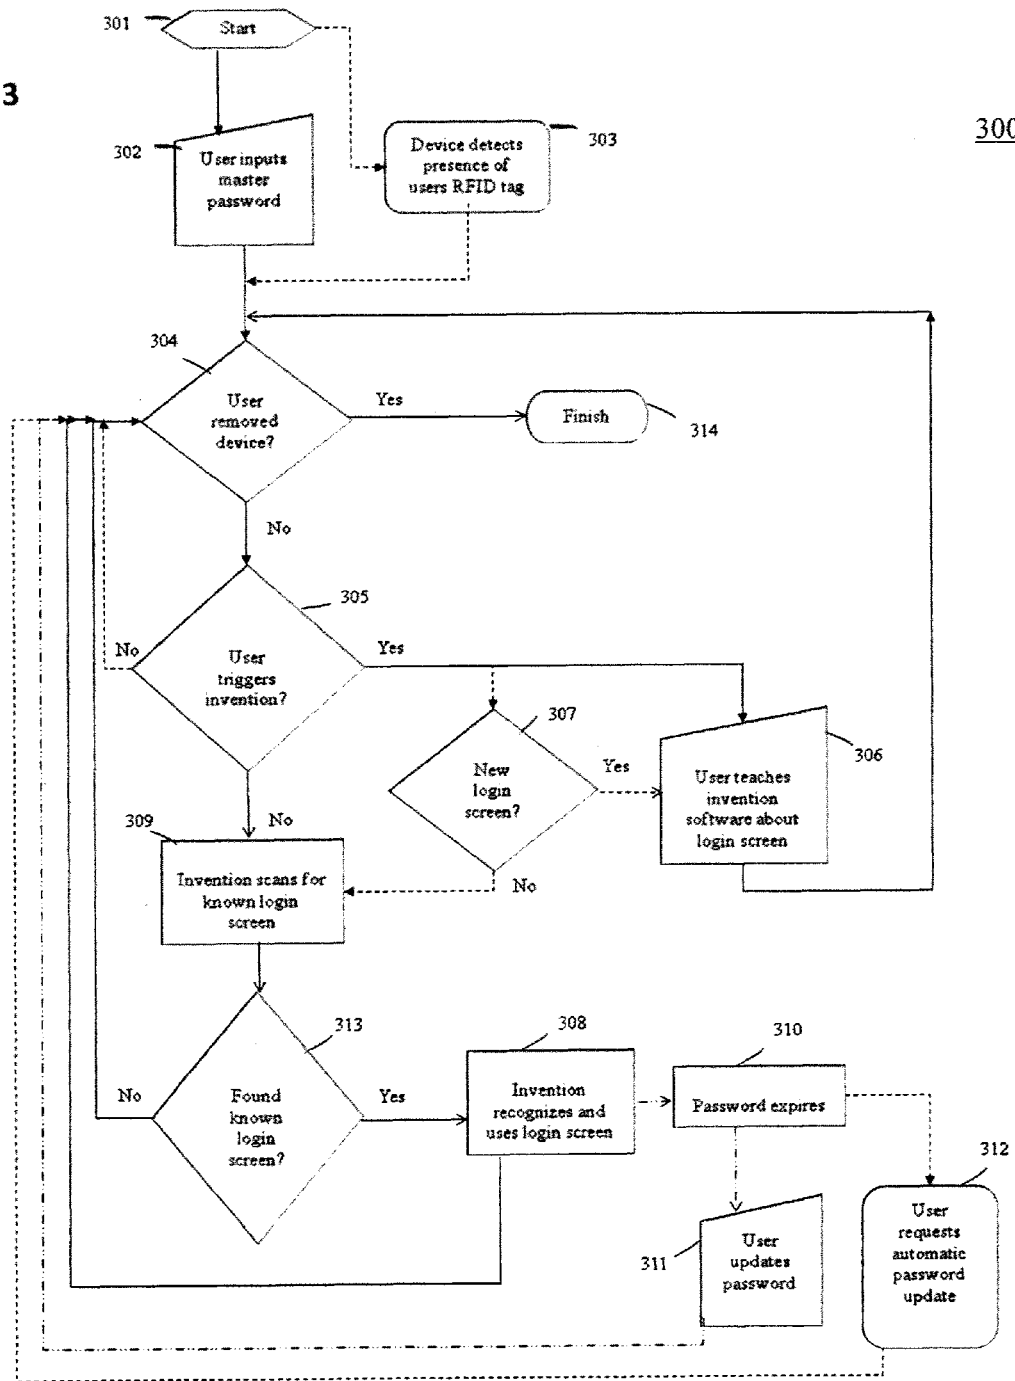 301
Start
3
300
302
User inputs
master
password
Device detects
presence of
users RFID tag
303
304
User
removed
device?
Yes
Finish
314
No
305
No
User
triggers
invention?
Yes
307
New
login
screen?
Yes
306
User teaches
invention
software about
login screen
No
309
No
Invention scans for
known login
screen
313
308
310
No
Found
known
login
screen?
Yes
Invention
recognizes and
uses login screen
Password expires
312
User
requests
automatic
password
update
311
User
updates
password